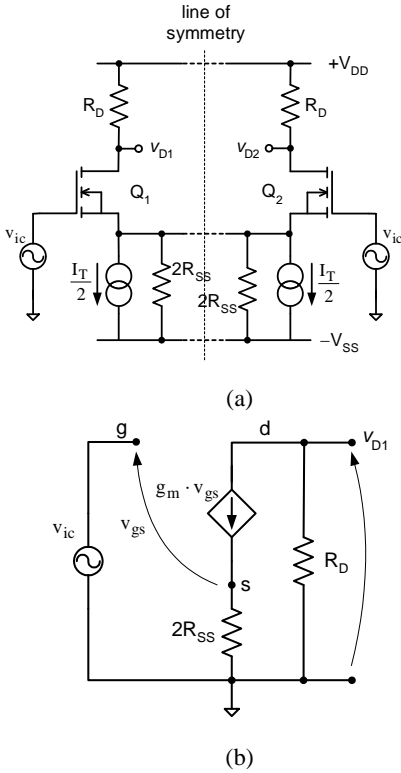 line of
symmetry
+V_DD
R_D
R_D
v_D1
v_D2
Q_1
Q_2
v_ic
v_ic
I_T/2
2R_SS
2R_SS
I_T/2
−V_SS
(a)
g
d
v_D1
g_m · v_gs
v_ic
v_gs
s
R_D
2R_SS
(b)